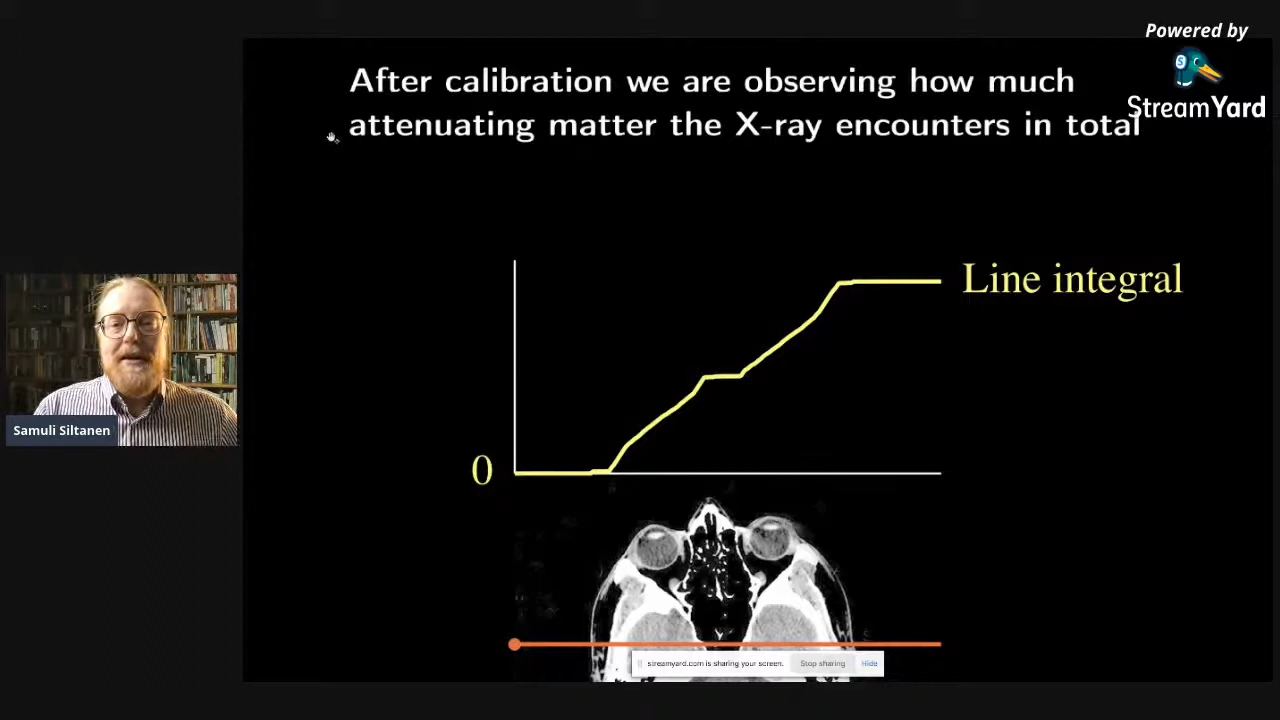 Powered by
StreamYard
After calibration we are observing how much
attenuating matter the X-ray encounters in total
Line integral
0
Samuli Siltanen
streamyard.com is sharing your screen. Stop sharing Hide